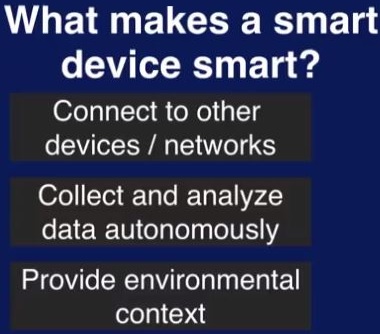 What makes a smart
device smart?
Connect to other
devices / networks
Collect and analyze
data autonomously
Provide environmental
context